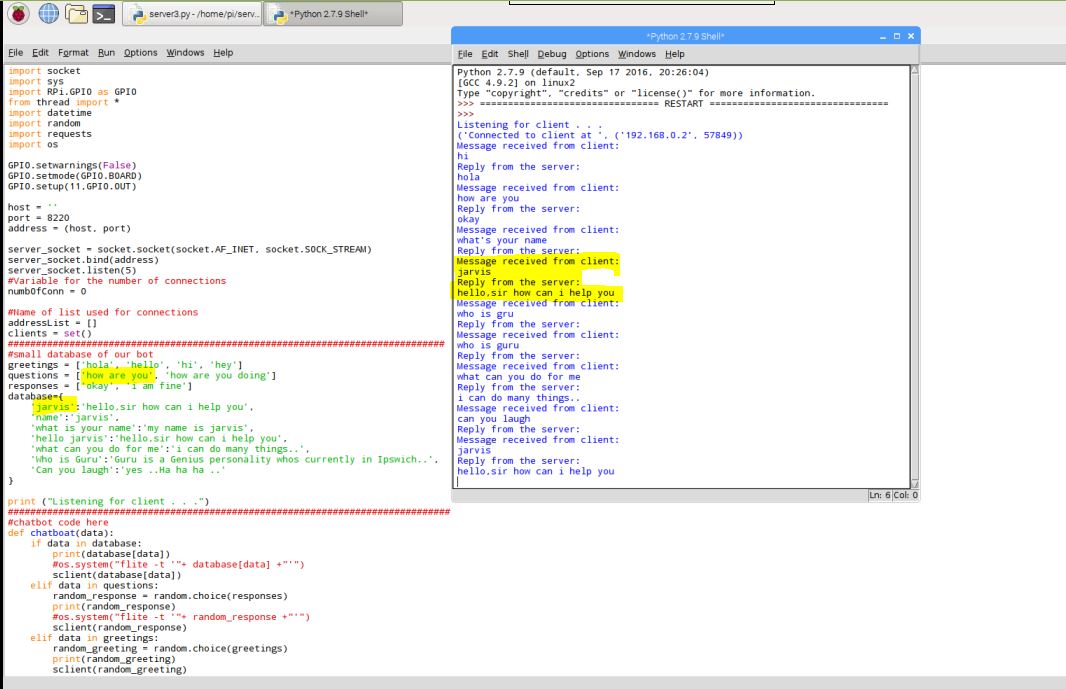 server3.py - /home/pi/serv...
*Python 2.7.9 Shell*
File Edit Format Run Options Windows Help
import socket
import sys
import RPi.GPIO as GPIO
from thread import *
import datetime
import random
import requests
import os
GPIO.setwarnings(False)
GPIO.setmode(GPIO.BOARD)
GPIO.setup(11,GPIO.OUT)
host = ''
port = 8220
address = (host, port)
server_socket = socket.socket(socket.AF_INET, socket.SOCK_STREAM)
server_socket.bind(address)
server_socket.listen(5)
#Variable for the number of connections
numbOfConn = 0
#Name of list used for connections
addressList = []
clients = set()
##############################################################################
#small database of our bot
greetings = ['hola', 'hello', 'hi', 'hey']
questions = ['how are you', 'how are you doing']
responses = ['okay', 'i am fine']
database={
'jarvis':'hello,sir how can i help you',
'name':'jarvis',
'what is your name':'my name is jarvis',
'hello jarvis':'hello,sir how can i help you',
'what can you do for me':'i can do many things..',
'Who is Guru':'Guru is a Genius personality whos currently in Ipswich..',
'Can you laugh':'yes ..Ha ha ha ..'
}
print ("Listening for client . . .")
###############################################################################
#chatbot code here
def chatboat(data):
if data in database:
print(database[data])
#os.system("flite -t '"+ database[data] +"'")
sclient(database[data])
elif data in questions:
random_response = random.choice(responses)
print(random_response)
#os.system("flite -t '"+ random_response +"'")
sclient(random_response)
elif data in greetings:
random_greeting = random.choice(greetings)
print(random_greeting)
sclient(random_greeting)
*Python 2.7.9 Shell*
File Edit Shell Debug Options Windows Help
Python 2.7.9 (default, Sep 17 2016, 20:26:04)
[GCC 4.9.2] on linux2
Type "copyright", "credits" or "license()" for more information.
>>> ================================ RESTART ================================
>>>
Listening for client . . .
('Connected to client at ', ('192.168.0.2', 57849))
Message received from client:
hi
Reply from the server:
hola
Message received from client:
how are you
Reply from the server:
okay
Message received from client:
what's your name
Reply from the server:
Message received from client:
jarvis
Reply from the server:
hello,sir how can i help you
Message received from client:
who is gru
Reply from the server:
Message received from client:
who is guru
Reply from the server:
Message received from client:
what can you do for me
Reply from the server:
i can do many things..
Message received from client:
can you laugh
Reply from the server:
Message received from client:
jarvis
Reply from the server:
hello,sir how can i help you
Ln: 6 Col: 0